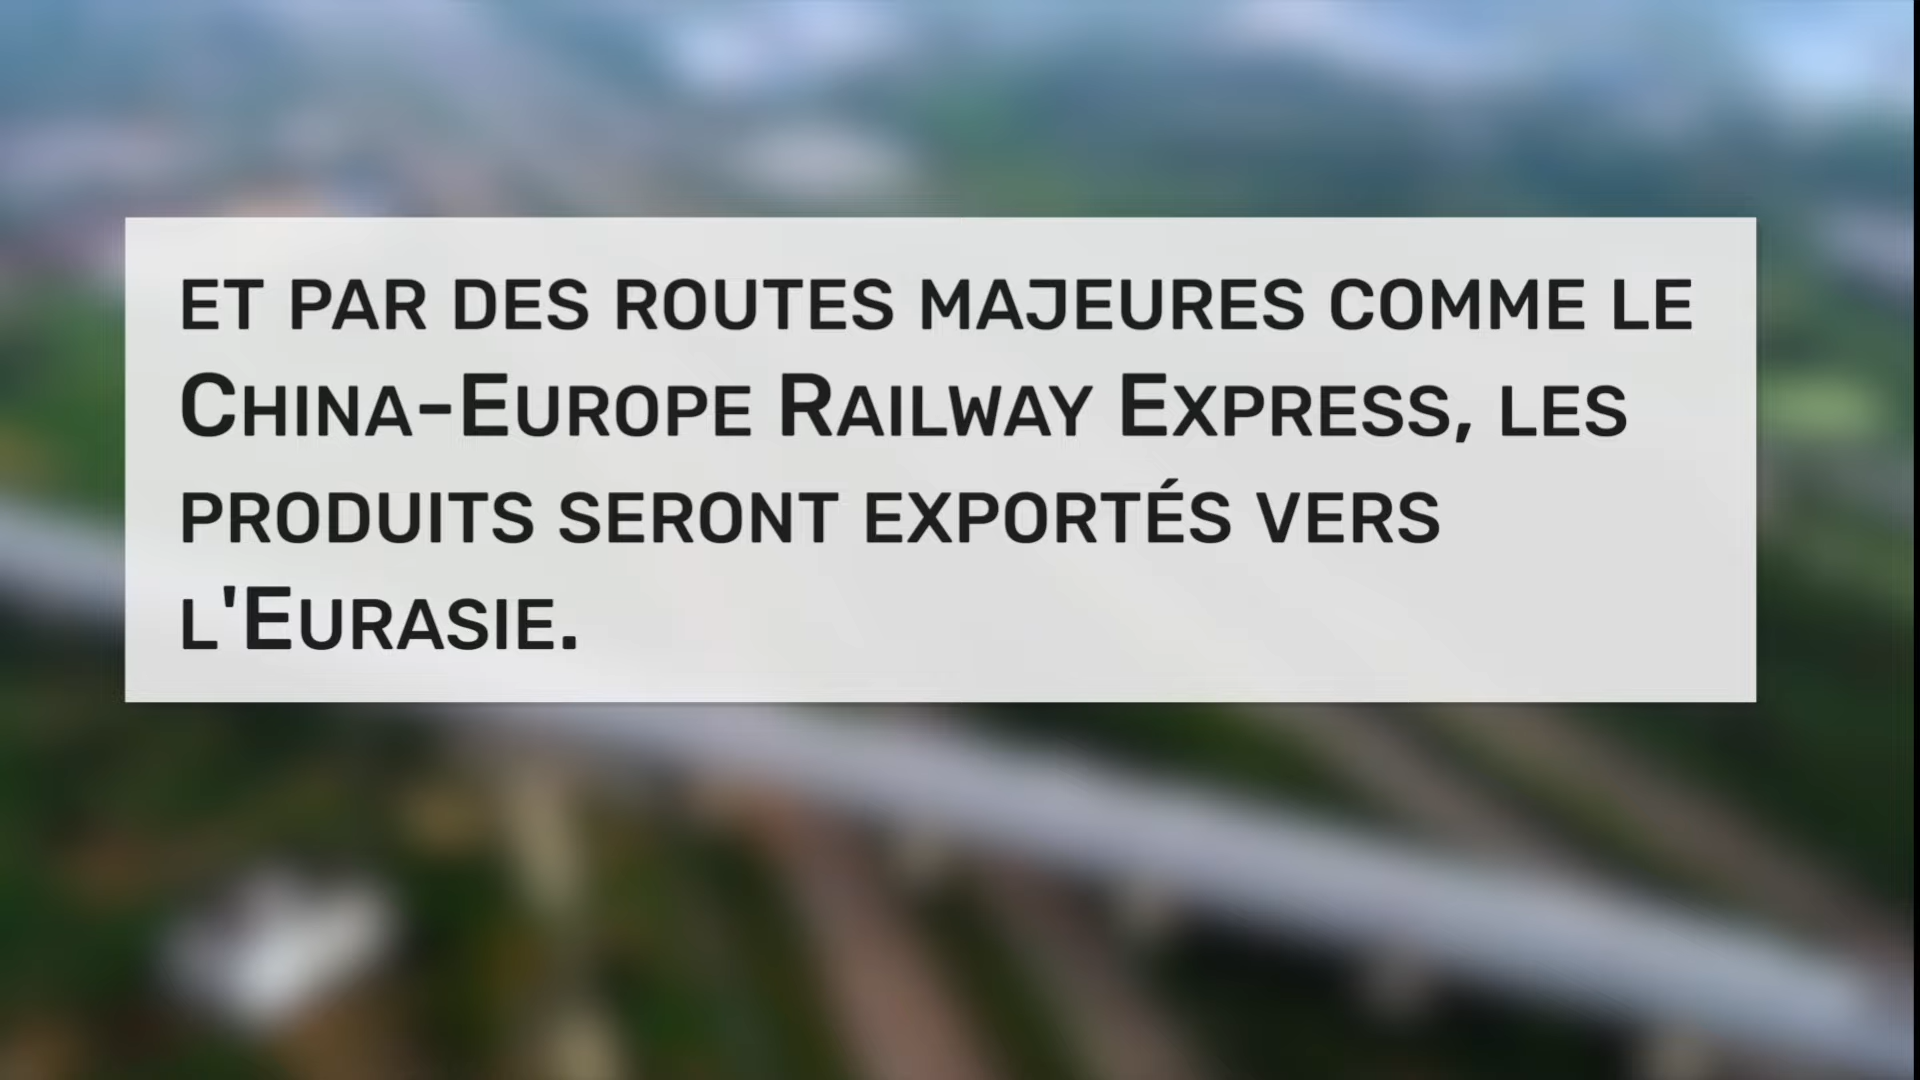 et par des routes majeures comme le
China-Europe Railway Express, les
produits seront exportés vers
l'Eurasie.